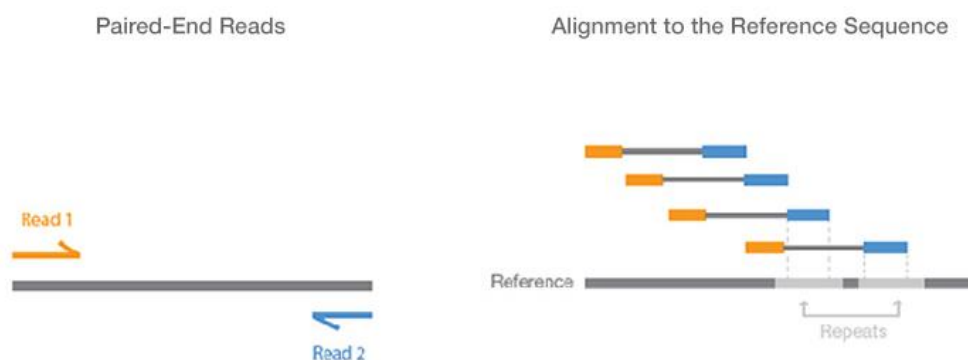 Paired-End Reads
Read 1
Read 2
Alignment to the Reference Sequence
Reference
Repeats